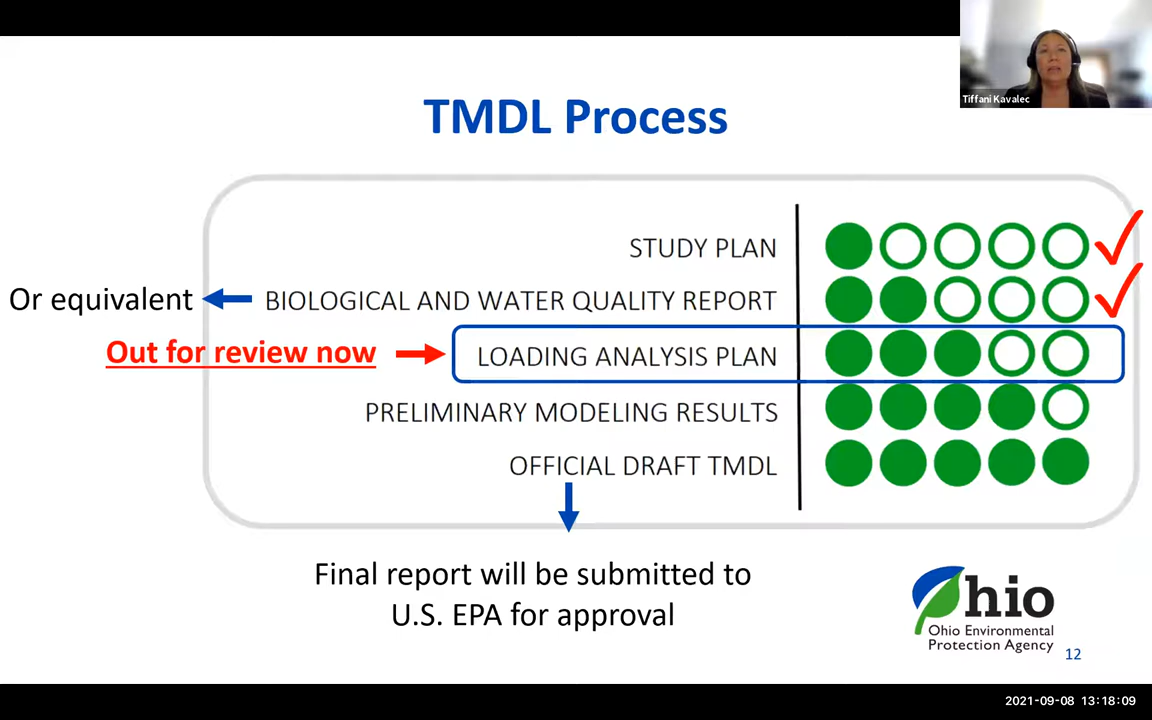 Tiffani Kavalec
TMDL Process
STUDY PLAN
Or equivalent
BIOLOGICAL AND WATER QUALITY REPORT
Out for review now
LOADING ANALYSIS PLAN
PRELIMINARY MODELING RESULTS
OFFICIAL DRAFT TMDL
Final report will be submitted to
U.S. EPA for approval
Ohio
Ohio Environmental
Protection Agency
12
2021-09-08 13:18:09